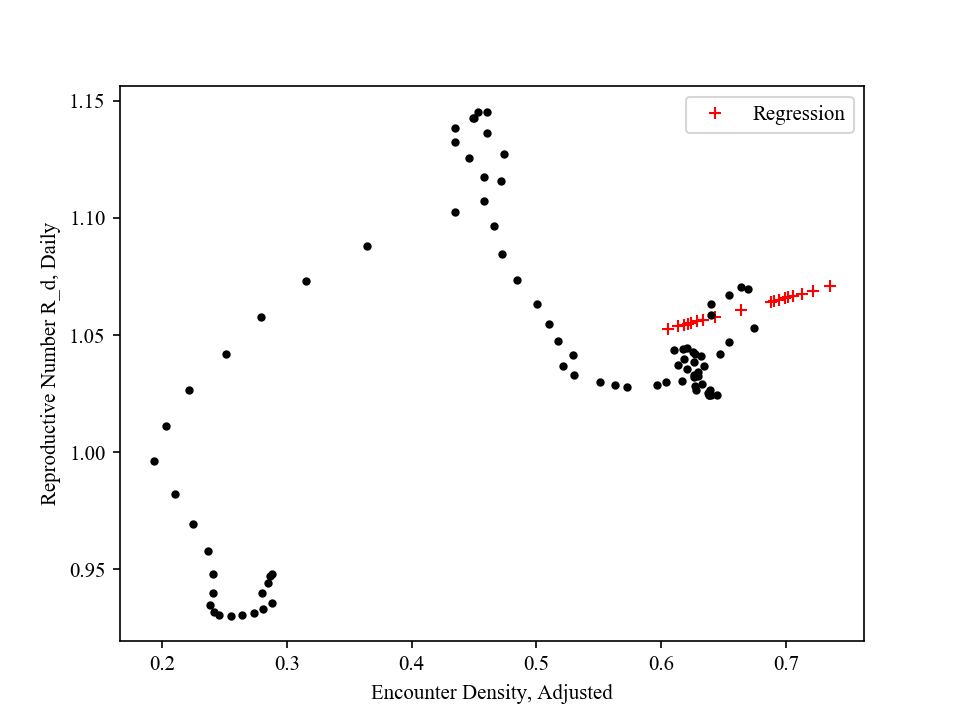 Regression
1.15
1.10
1.05
1.00
0.95
Reproductive Number R_d, Daily
0.2 0.3 0.4 0.5 0.6 0.7
Encounter Density, Adjusted